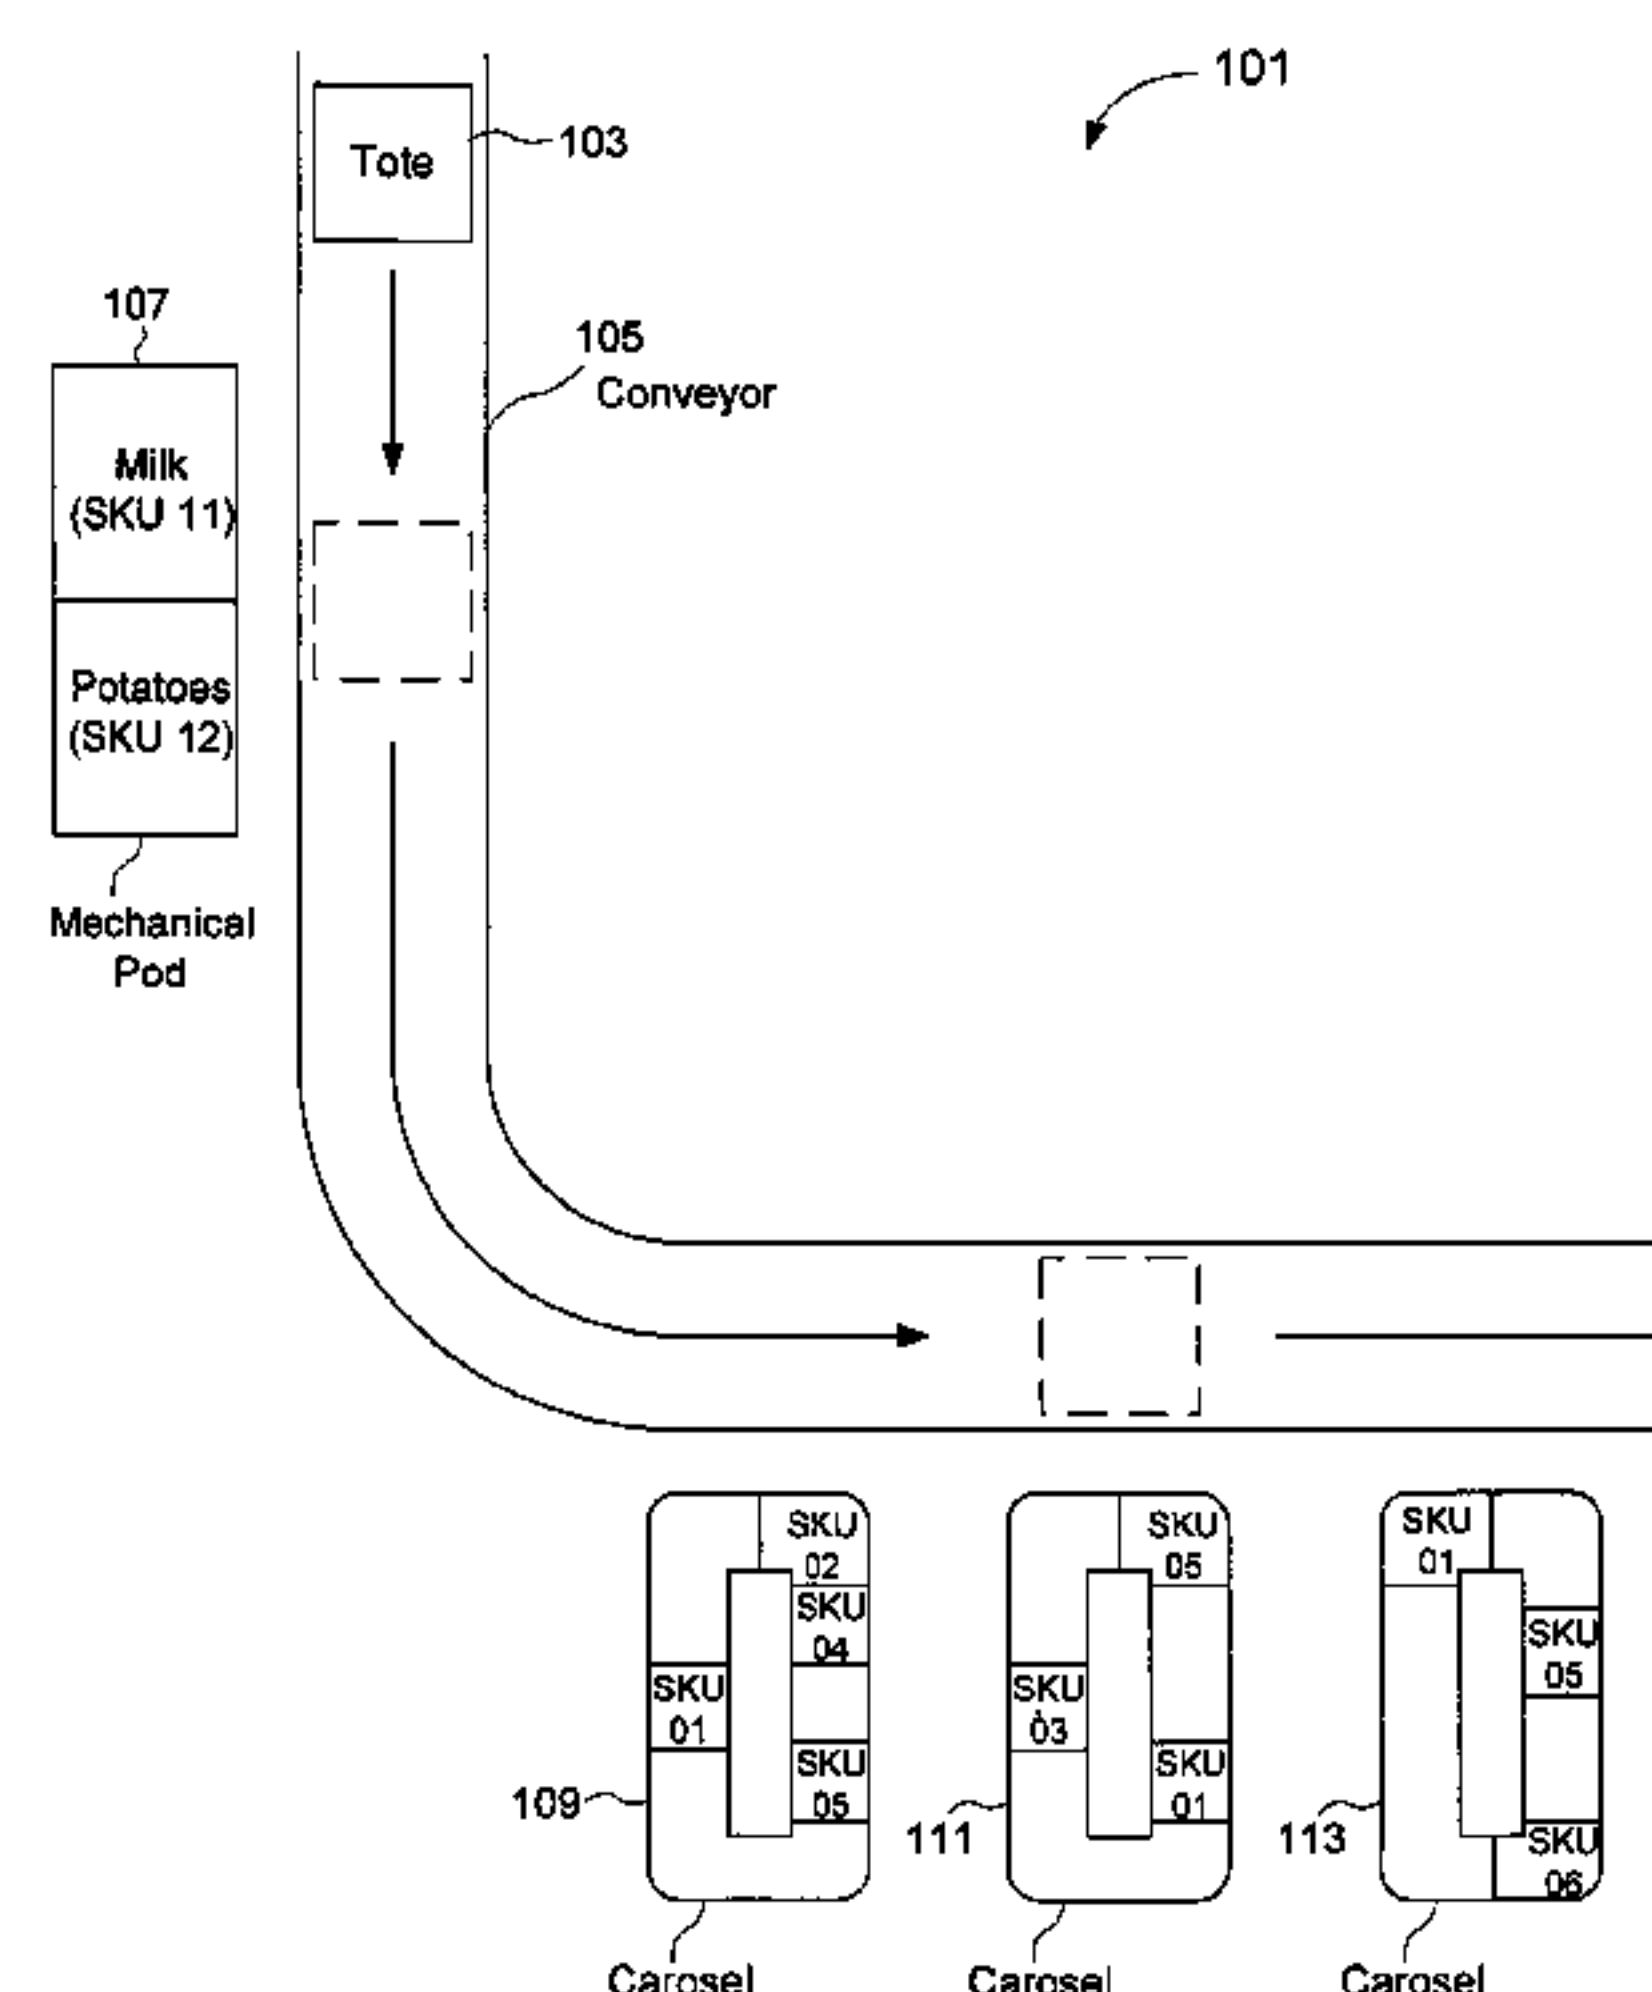 101
Tote
103
107
105
Conveyor
Milk
(SKU 11)
Potatoes
(SKU 12)
Mechanical
Pod
SKU
02
SKU
04
SKU
01
SKU
05
109
Carosel
SKU
05
SKU
03
SKU
01
111
Carosel
SKU
01
SKU
05
SKU
06
113
Carosel